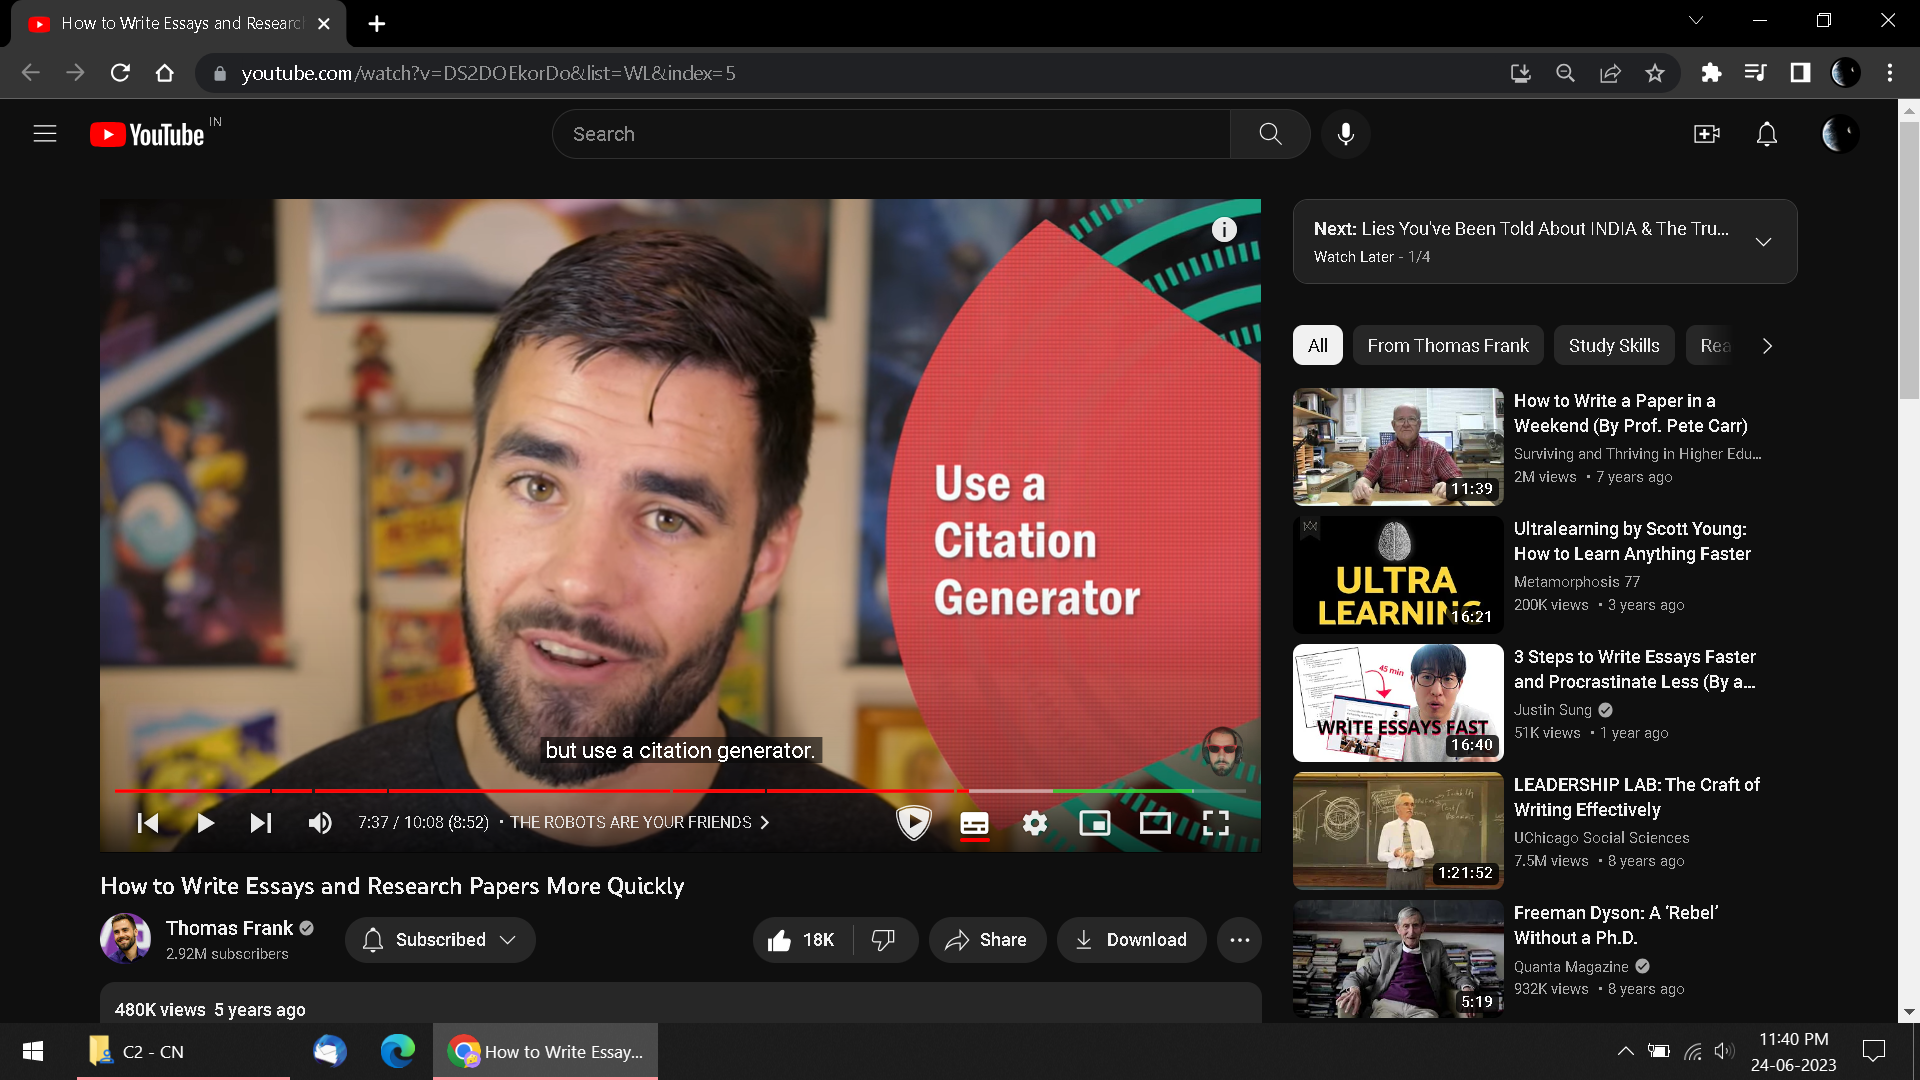 How to Write Essays and Researc
youtube.com/watch?v=DS2DOEkorDo&list=WL&index=5
YouTube IN
Search
Next: Lies You've Been Told About INDIA & The Tru...
Watch Later - 1/4
All From Thomas Frank Study Skills Rea
Use a
Citation
Generator
but use a citation generator.
7:37 / 10:08 (8:52) • THE ROBOTS ARE YOUR FRIENDS
How to Write Essays and Research Papers More Quickly
Thomas Frank
2.92M subscribers
Subscribed
18K
Share
Download
480K views 5 years ago
11:39
How to Write a Paper in a
Weekend (By Prof. Pete Carr)
Surviving and Thriving in Higher Edu...
2M views • 7 years ago
ULTRA
LEARNING
16:21
Ultralearning by Scott Young:
How to Learn Anything Faster
Metamorphosis 77
200K views • 3 years ago
45 min
WRITE ESSAYS FAST
16:40
3 Steps to Write Essays Faster
and Procrastinate Less (By a...
Justin Sung
51K views • 1 year ago
1:21:52
LEADERSHIP LAB: The Craft of
Writing Effectively
UChicago Social Sciences
7.5M views • 8 years ago
5:19
Freeman Dyson: A ‘Rebel’
Without a Ph.D.
Quanta Magazine
932K views • 8 years ago
C2 - CN
How to Write Essay...
11:40 PM
24-06-2023